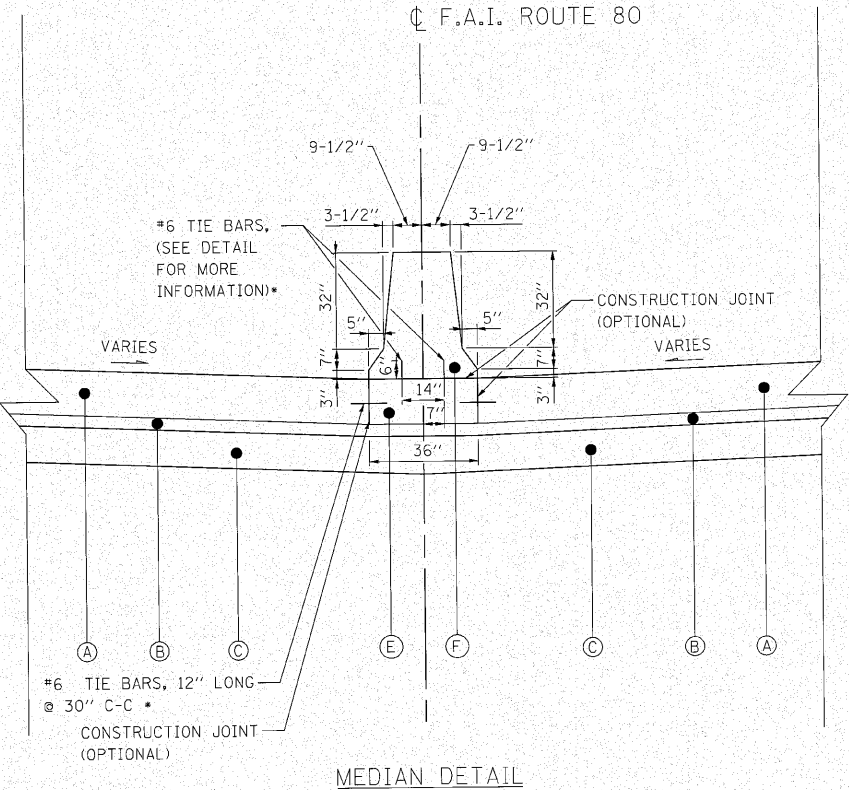 ℄ F.A.I. ROUTE 80
9-1/2" 9-1/2"
3-1/2" 3-1/2"
#6 TIE BARS,
(SEE DETAIL
FOR MORE
INFORMATION)*
32" 32"
CONSTRUCTION JOINT
(OPTIONAL)
5" 5"
VARIES VARIES
7" 6" 7"
3" 14" 3"
7"
36"
A B C E F C B A
#6 TIE BARS, 12" LONG
@ 30" C-C *
CONSTRUCTION JOINT
(OPTIONAL)
MEDIAN DETAIL